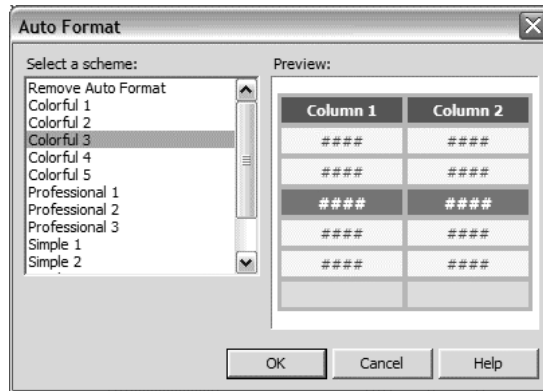 Auto Format
Select a scheme:
Remove Auto Format
Colorful 1
Colorful 2
Colorful 3
Colorful 4
Colorful 5
Professional 1
Professional 2
Professional 3
Simple 1
Simple 2
Preview:
Column 1 Column 2
#### ####
#### ####
#### ####
#### ####
#### ####
OK Cancel Help